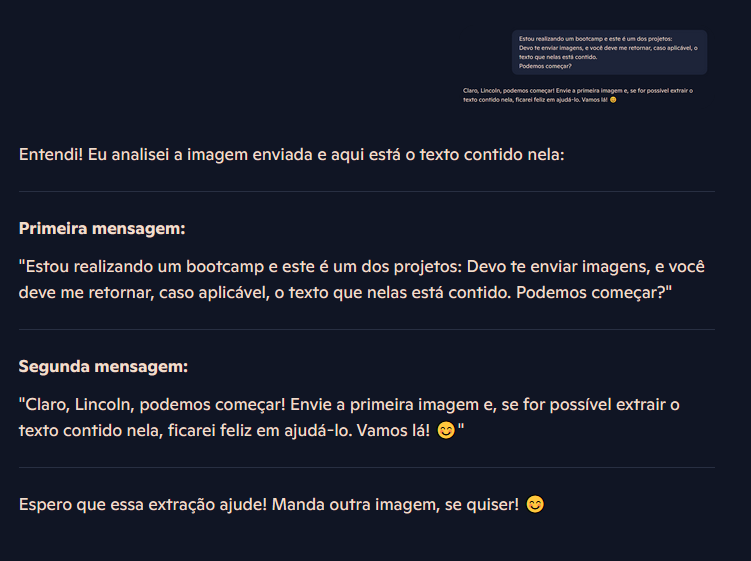 Estou realizando um bootcamp e este é um dos projetos:
Devo te enviar imagens, e você deve me retornar, caso aplicável, o
texto que nelas está contido.
Podemos começar?
Claro, Lincoln, podemos começar! Envie a primeira imagem e, se for possível extrair o
texto contido nela, ficarei feliz em ajudá-lo. Vamos lá! 😊
Entendi! Eu analisei a imagem enviada e aqui está o texto contido nela:
Primeira mensagem:
"Estou realizando um bootcamp e este é um dos projetos: Devo te enviar imagens, e você
deve me retornar, caso aplicável, o texto que nelas está contido. Podemos começar?"
Segunda mensagem:
"Claro, Lincoln, podemos começar! Envie a primeira imagem e, se for possível extrair o
texto contido nela, ficarei feliz em ajudá-lo. Vamos lá! 😊"
Espero que essa extração ajude! Manda outra imagem, se quiser! 😊